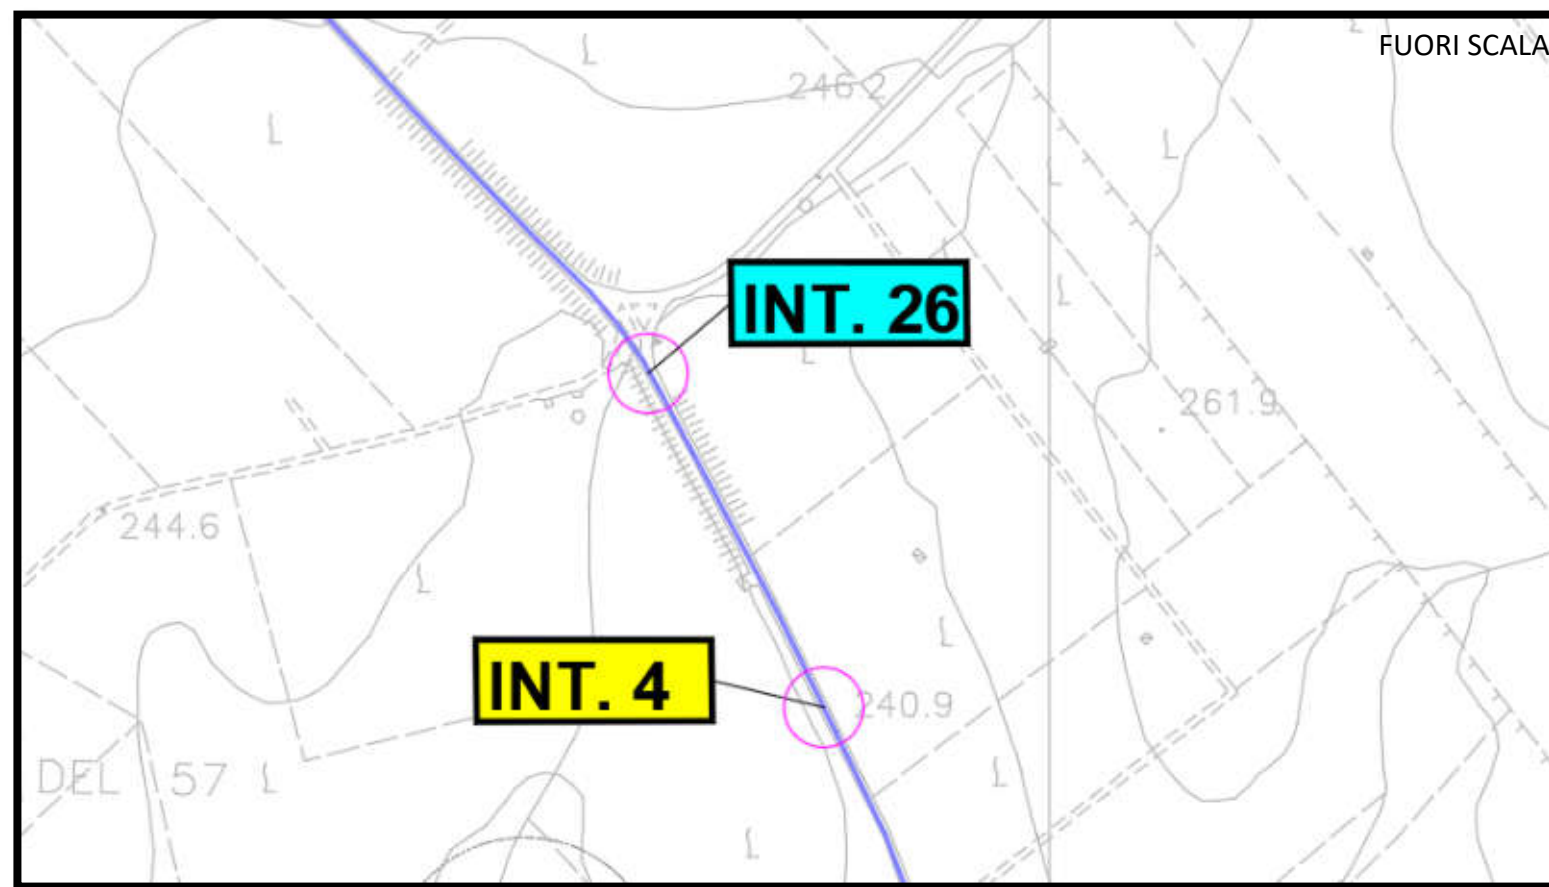 FUORI SCALA
246.2
INT. 26
261.9
244.6
INT. 4
240.9
DEL 57